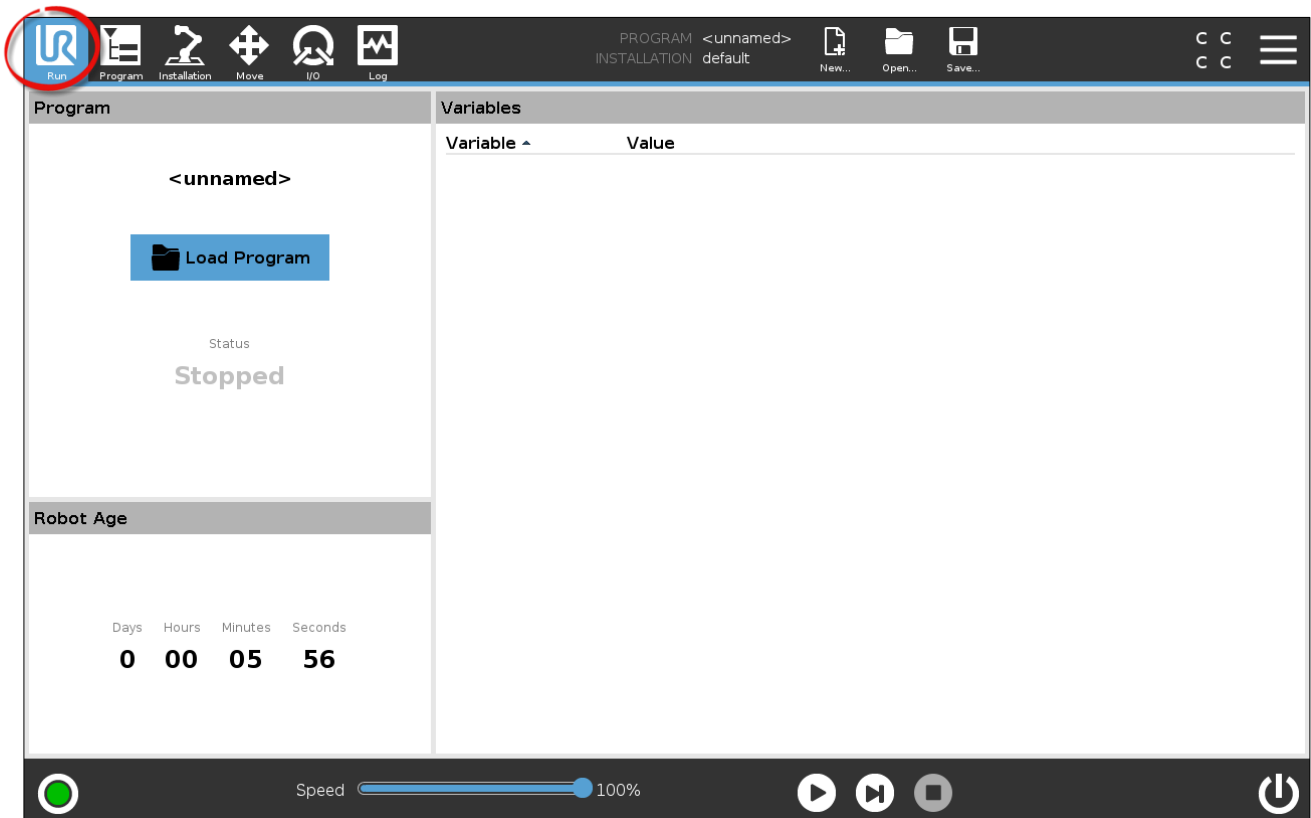 PROGRAM <unnamed>
INSTALLATION default
C C
C C
Run Program Installation Move I/O Log New... Open... Save...
Program
<unnamed>
Load Program
Status
Stopped
Robot Age
Days Hours Minutes Seconds
0 00 05 56
Variables
Variable Value
Speed 100%